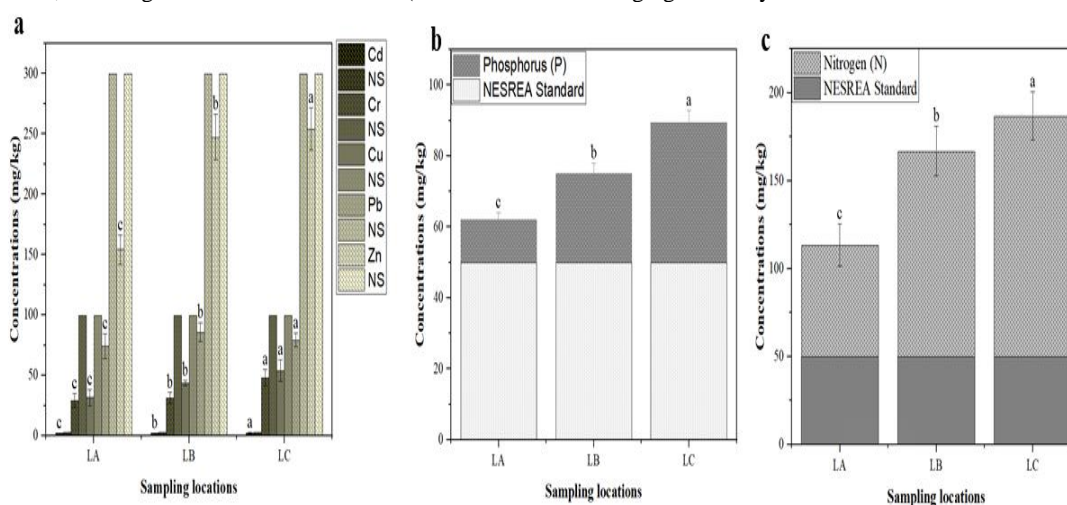 a
Concentrations (mg/kg)
300
250
200
150
100
50
0
c
c
c
c
c
b
b
b
b
b
a
a
a
a
a
LA
LB
LC
Sampling locations
Cd
NS
Cr
NS
Cu
NS
Pb
NS
Zn
NS
b
Phosphorus (P)
NESREA Standard
Concentrations (mg/kg)
100
80
60
40
20
0
c
b
a
LA
LB
LC
Sampling locations
c
Nitrogen (N)
NESREA Standard
Concentrations (mg/kg)
200
150
100
50
0
c
b
a
LA
LB
LC
Sampling locations